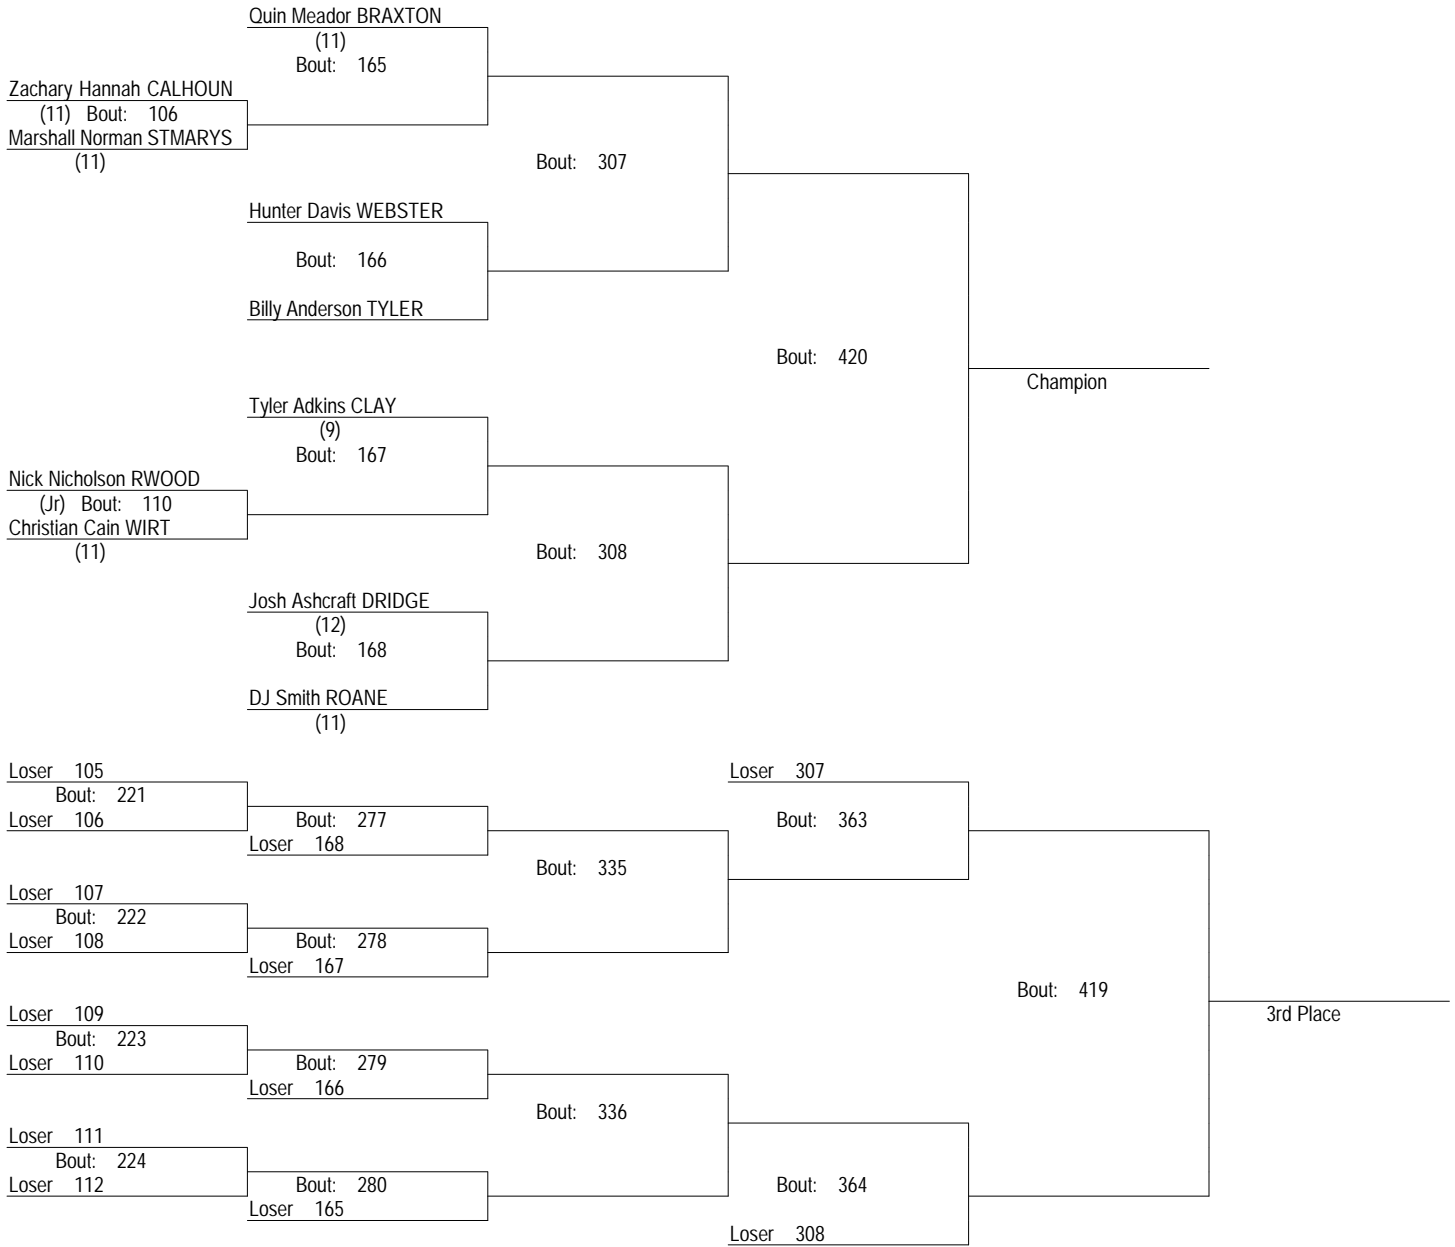 Quin Meador BRAXTON
(11)
Bout: 165
Zachary Hannah CALHOUN
(11) Bout: 106
Marshall Norman STMARYS
(11)
Bout: 307
Hunter Davis WEBSTER
Bout: 166
Billy Anderson TYLER
Bout: 420
Champion
Tyler Adkins CLAY
(9)
Bout: 167
Nick Nicholson RWOOD
(Jr) Bout: 110
Christian Cain WIRT
(11)
Bout: 308
Josh Ashcraft DRIDGE
(12)
Bout: 168
DJ Smith ROANE
(11)
Loser 105
Bout: 221
Loser 106
Bout: 277
Loser 168
Loser 307
Bout: 363
Bout: 335
Loser 107
Bout: 222
Loser 108
Bout: 278
Loser 167
Bout: 419
3rd Place
Loser 109
Bout: 223
Loser 110
Bout: 279
Loser 166
Bout: 336
Loser 111
Bout: 224
Loser 112
Bout: 280
Loser 165
Bout: 364
Loser 308